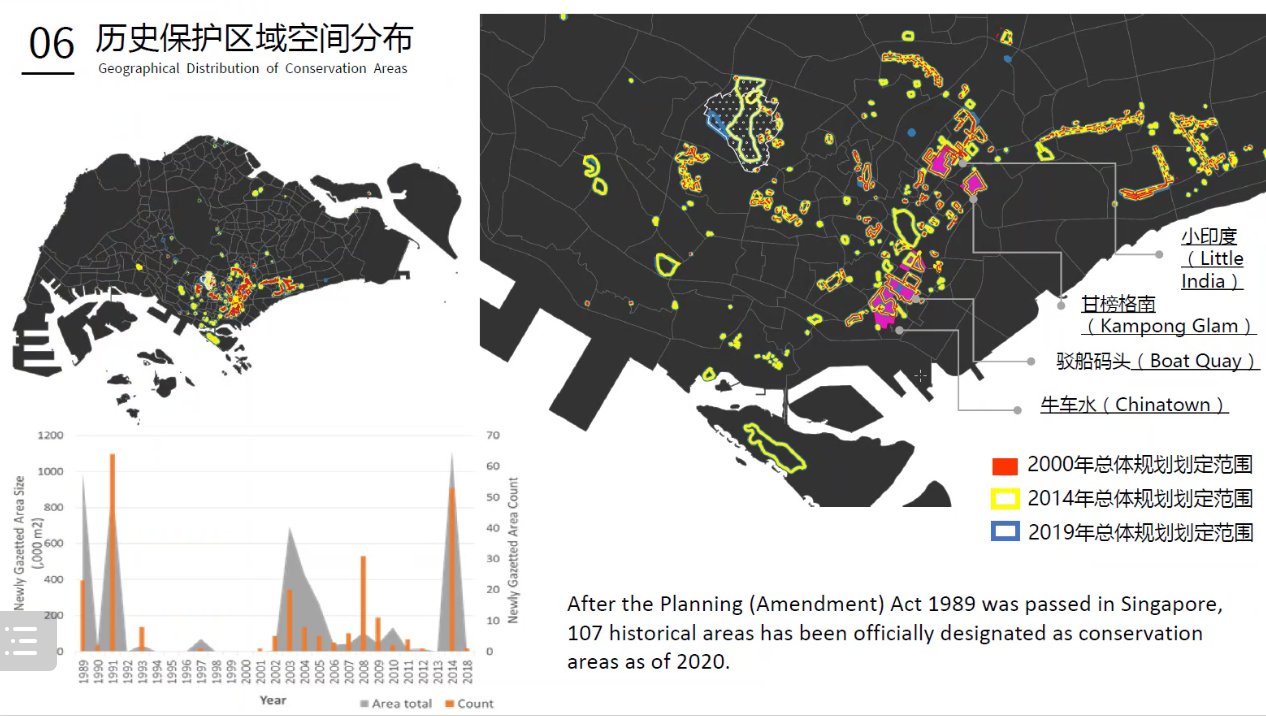 06
历史保护区域空间分布
Geographical Distribution of Conservation Areas
小印度
（Little
India）
甘榜格南
（Kampong Glam）
驳船码头（Boat Quay）
牛车水（Chinatown）
2000年总体规划划定范围
2014年总体规划划定范围
2019年总体规划划定范围
Newly Gazetted Area Size
(,000 m2)
1200
1000
800
600
400
200
0
70
60
50
40
30
20
10
0
Newly Gazetted Area Count
1989 1990 1991 1992 1993 1994 1995 1996 1997 1998 1999 2000 2001 2002 2003 2004 2005 2006 2007 2008 2009 2010 2011 2012 2013 2014 2018
Year
Area total Count
After the Planning (Amendment) Act 1989 was passed in Singapore,
107 historical areas has been officially designated as conservation
areas as of 2020.